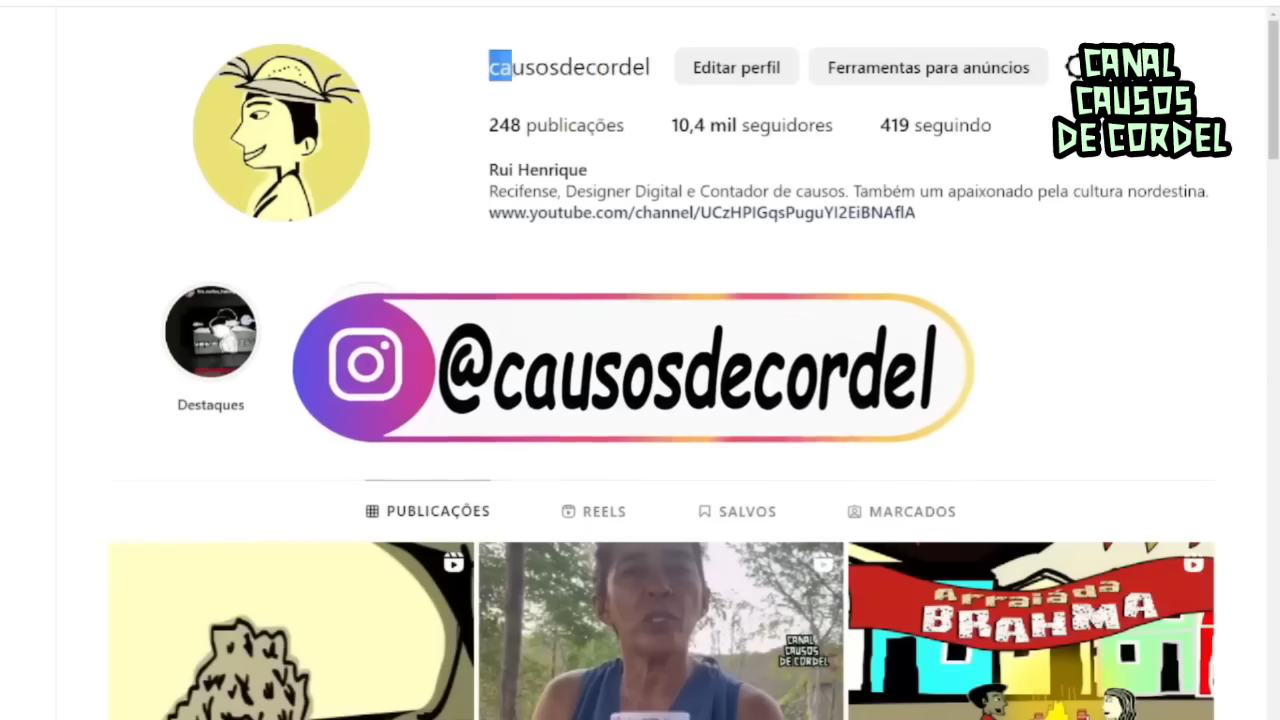 causosdecordel
Editar perfil
Ferramentas para anúncios
CANAL
CAUSOS
DE CORDEL
248 publicações
10,4 mil seguidores
419 seguindo
Rui Henrique
Recifense, Designer Digital e Contador de causos. Também um apaixonado pela cultura nordestina.
www.youtube.com/channel/UCzHPIGqsPuguYI2EiBNAflA
Destaques
@causosdecordel
PUBLICAÇÕES
REELS
SALVOS
MARCADOS
CANAL
CAUSOS
DE CORDEL
Arraiáda
BRAHMA